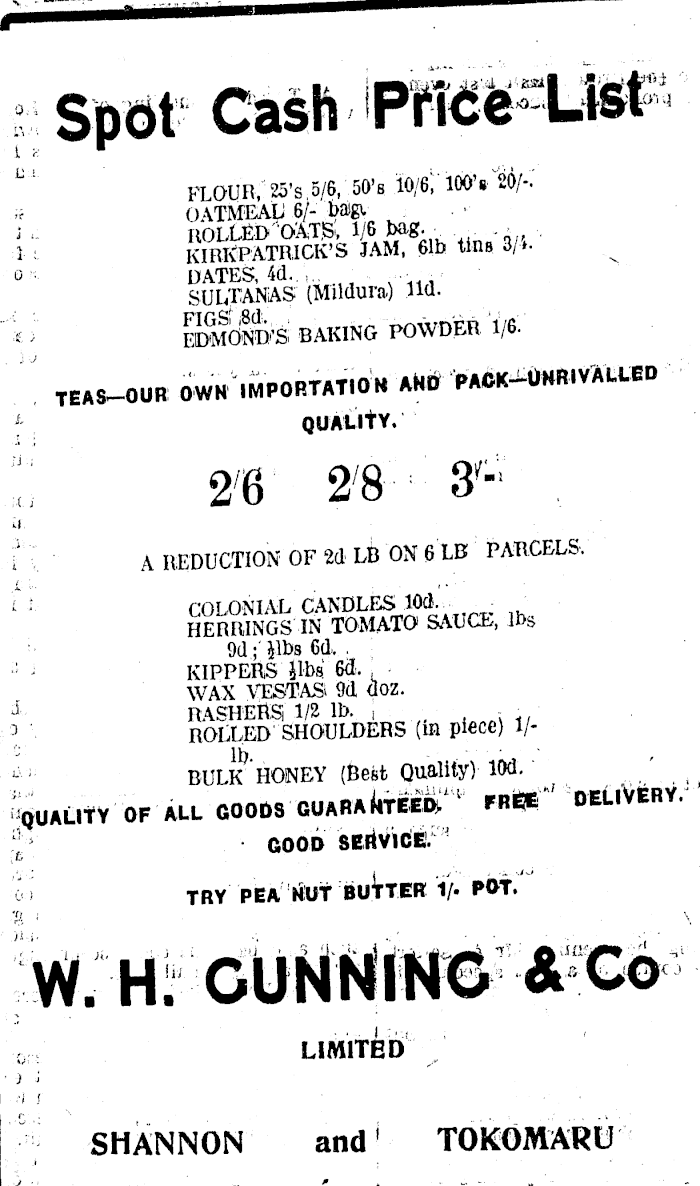 Spot Cash Price List
FLOUR, 25's 5/6, 50's 10/6, 100's 20/-.
OATMEAL 6/- bag.
ROLLED OATS, 1/6 bag.
KIRKPATRICK'S JAM, 6lb tins 3/4.
DATES, 4d.
SULTANAS (Mildura) 11d.
FIGS 8d.
EDMOND'S BAKING POWDER 1/6.
TEAS—OUR OWN IMPORTATION AND PACK—UNRIVALLED
QUALITY.
2/6 2/8 3/-
A REDUCTION OF 2d LB ON 6 LB PARCELS.
COLONIAL CANDLES 10d.
HERRINGS IN TOMATO SAUCE, lbs
9d; ½lbs 6d.
KIPPERS ½lbs 6d.
WAX VESTAS 9d doz.
RASHERS 1/2 lb.
ROLLED SHOULDERS (in piece) 1/-
lb.
BULK HONEY (Best Quality) 10d.
QUALITY OF ALL GOODS GUARANTEED. FREE DELIVERY.
GOOD SERVICE.
TRY PEA NUT BUTTER 1/- POT.
W. H. GUNNING & Co
LIMITED
SHANNON and TOKOMARU